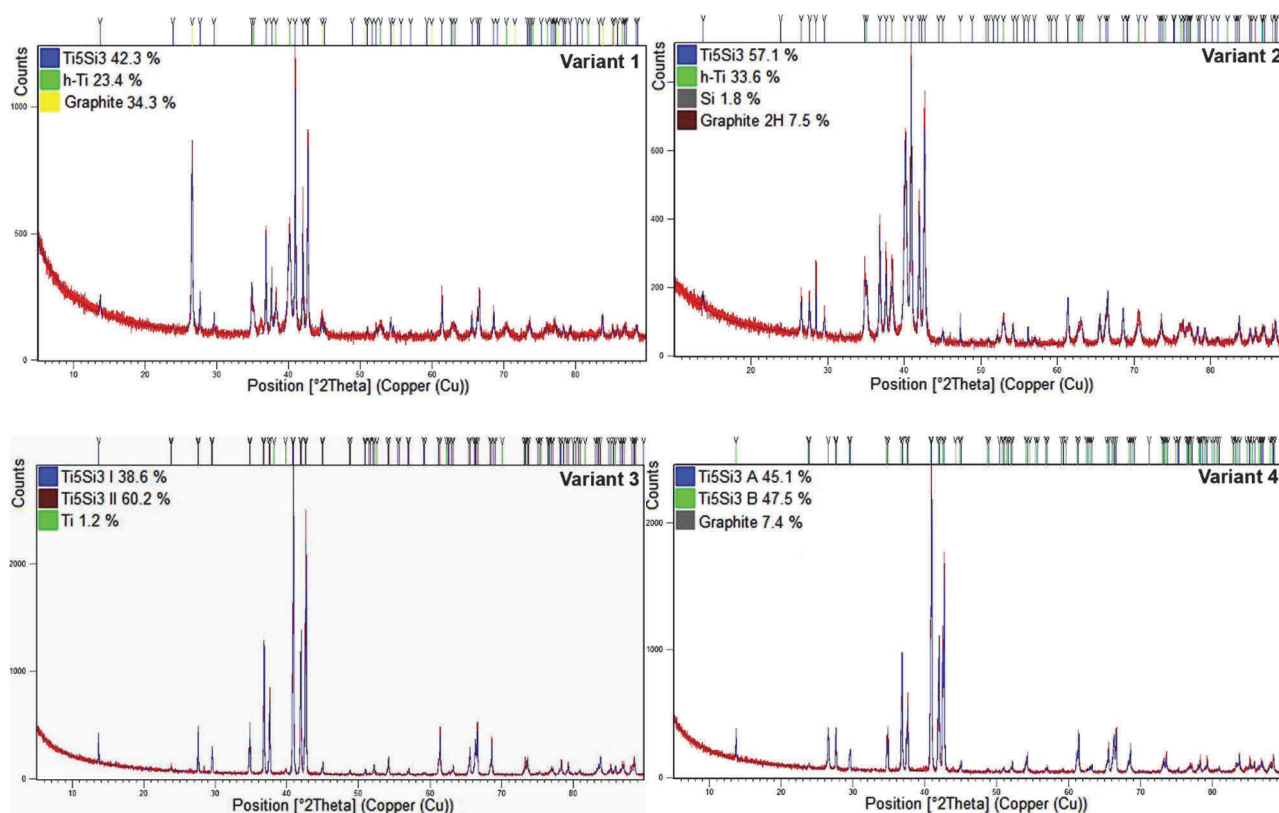 Counts
Ti5Si3 42.3 %
h-Ti 23.4 %
Graphite 34.3 %
Variant 1
1000
500
0
10 20 30 40 50 60 70 80
Position [°2Theta] (Copper (Cu))
Counts
Ti5Si3 57.1 %
h-Ti 33.6 %
Si 1.8 %
Graphite 2H 7.5 %
Variant 2
600
400
200
0
20 30 40 50 60 70 80
Position [°2Theta] (Copper (Cu))
Counts
Ti5Si3 I 38.6 %
Ti5Si3 II 60.2 %
Ti 1.2 %
Variant 3
2000
1000
0
10 20 30 40 50 60 70 80
Position [°2Theta] (Copper (Cu))
Counts
Ti5Si3 A 45.1 %
Ti5Si3 B 47.5 %
Graphite 7.4 %
Variant 4
2000
1000
0
10 20 30 40 50 60 70 80
Position [°2Theta] (Copper (Cu))